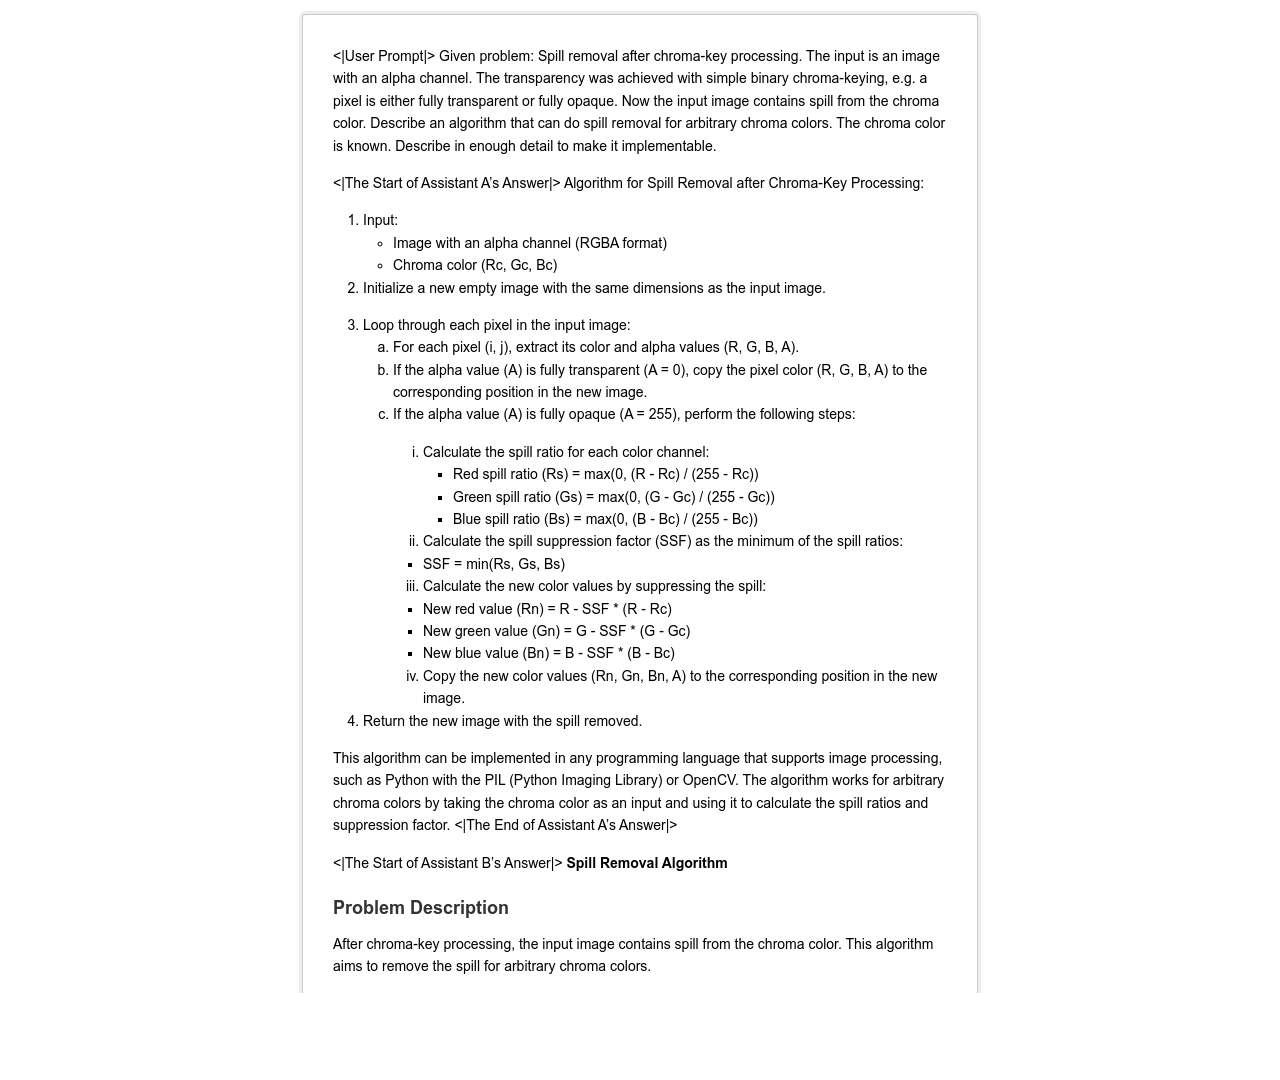 <|User Prompt|> Given problem: Spill removal after chroma-key processing. The input is an image
with an alpha channel. The transparency was achieved with simple binary chroma-keying, e.g. a
pixel is either fully transparent or fully opaque. Now the input image contains spill from the chroma
color. Describe an algorithm that can do spill removal for arbitrary chroma colors. The chroma color
is known. Describe in enough detail to make it implementable.
<|The Start of Assistant A’s Answer|> Algorithm for Spill Removal after Chroma-Key Processing:
1. Input:
◦ Image with an alpha channel (RGBA format)
◦ Chroma color (Rc, Gc, Bc)
2. Initialize a new empty image with the same dimensions as the input image.
3. Loop through each pixel in the input image:
a. For each pixel (i, j), extract its color and alpha values (R, G, B, A).
b. If the alpha value (A) is fully transparent (A = 0), copy the pixel color (R, G, B, A) to the
corresponding position in the new image.
c. If the alpha value (A) is fully opaque (A = 255), perform the following steps:
i. Calculate the spill ratio for each color channel:
▪ Red spill ratio (Rs) = max(0, (R - Rc) / (255 - Rc))
▪ Green spill ratio (Gs) = max(0, (G - Gc) / (255 - Gc))
▪ Blue spill ratio (Bs) = max(0, (B - Bc) / (255 - Bc))
ii. Calculate the spill suppression factor (SSF) as the minimum of the spill ratios:
▪ SSF = min(Rs, Gs, Bs)
iii. Calculate the new color values by suppressing the spill:
▪ New red value (Rn) = R - SSF * (R - Rc)
▪ New green value (Gn) = G - SSF * (G - Gc)
▪ New blue value (Bn) = B - SSF * (B - Bc)
iv. Copy the new color values (Rn, Gn, Bn, A) to the corresponding position in the new
image.
4. Return the new image with the spill removed.
This algorithm can be implemented in any programming language that supports image processing,
such as Python with the PIL (Python Imaging Library) or OpenCV. The algorithm works for arbitrary
chroma colors by taking the chroma color as an input and using it to calculate the spill ratios and
suppression factor. <|The End of Assistant A’s Answer|>
<|The Start of Assistant B’s Answer|> Spill Removal Algorithm
Problem Description
After chroma-key processing, the input image contains spill from the chroma color. This algorithm
aims to remove the spill for arbitrary chroma colors.